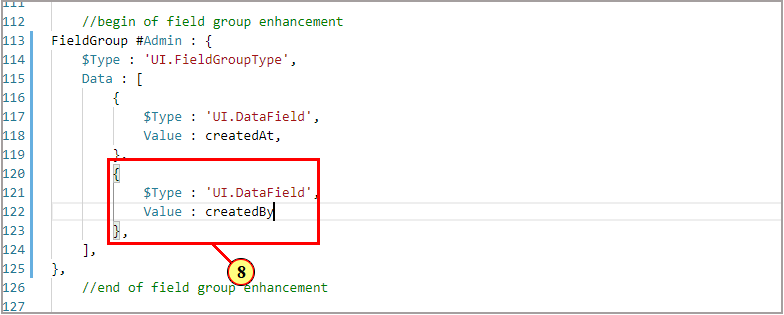 111
112 //begin of field group enhancement
113 FieldGroup #Admin : {
114 $Type : 'UI.FieldGroupType',
115 Data : [
116 {
117 $Type : 'UI.DataField',
118 Value : createdAt,
119 },
120 {
121 $Type : 'UI.DataField',
122 Value : createdBy
123 },
124 ],
8
125 },
126 //end of field group enhancement
127